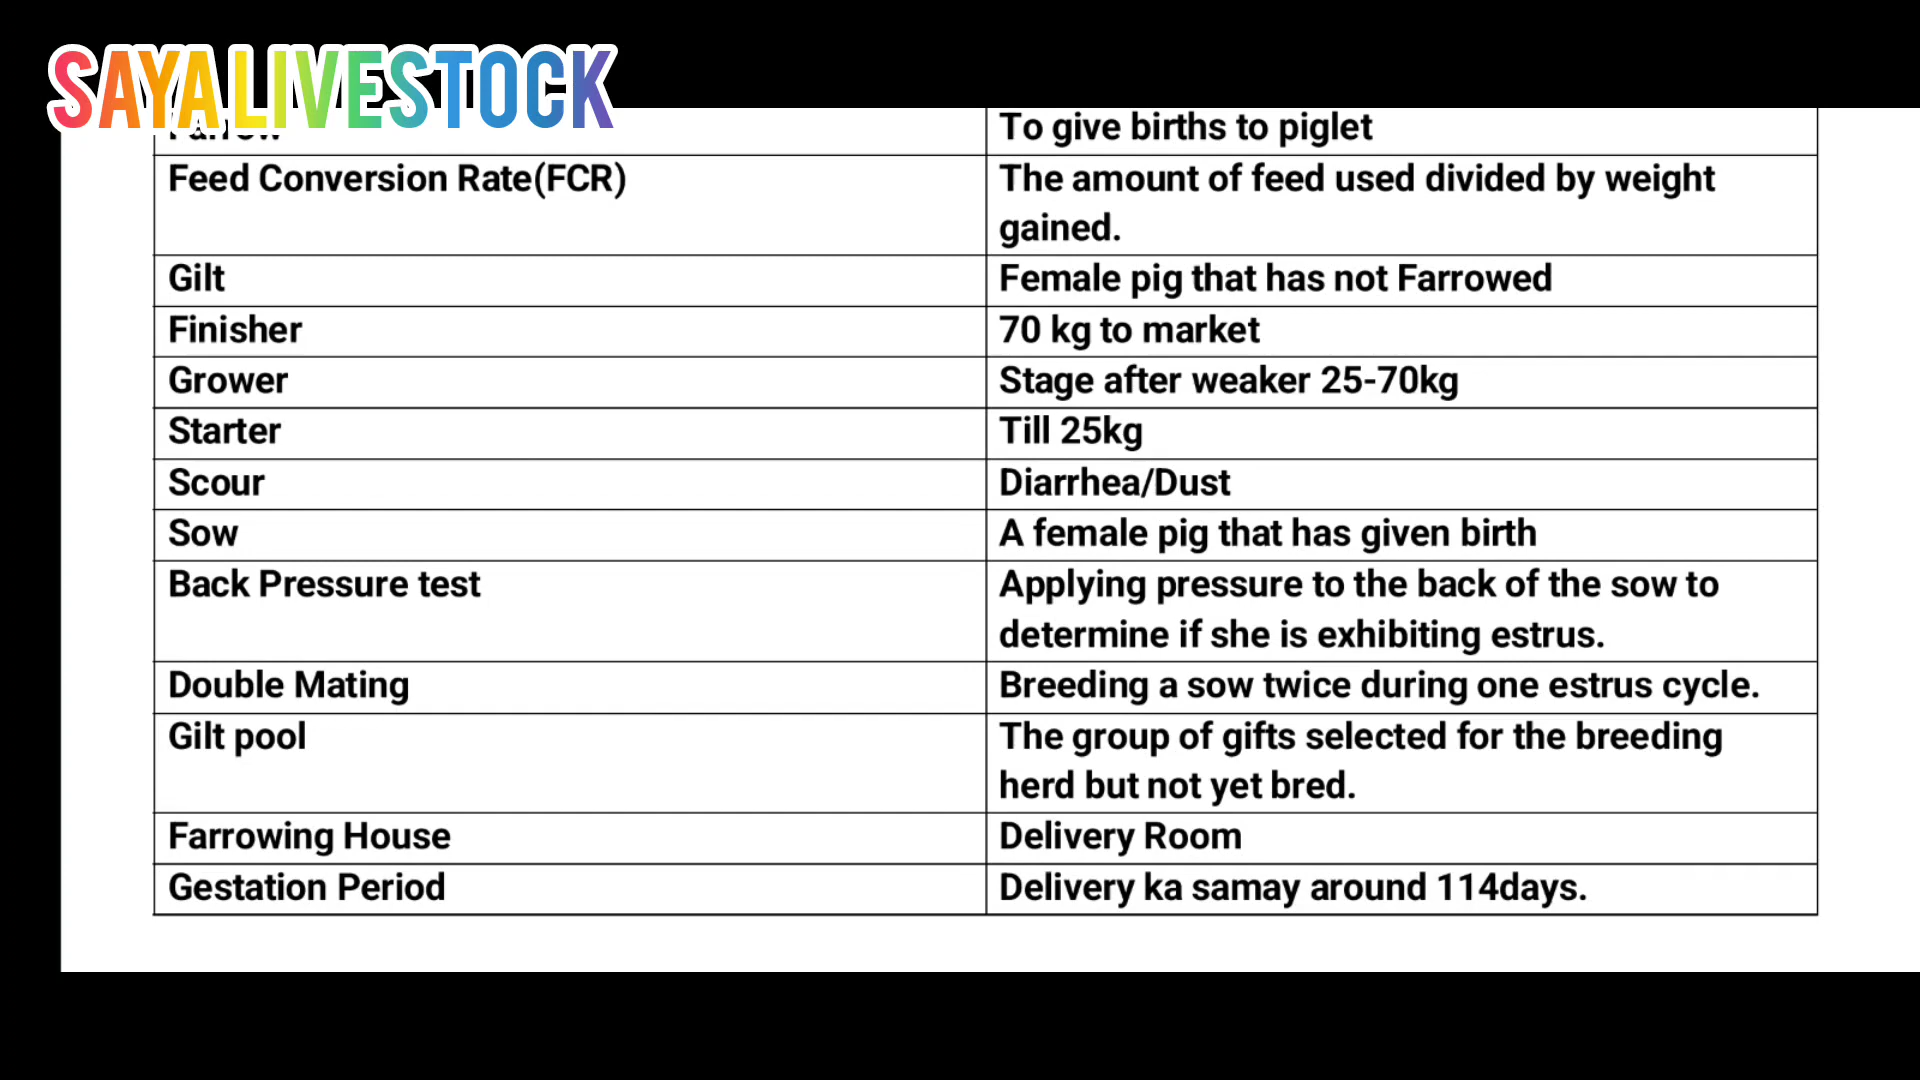 SAYA LIVESTOCK
Farrow To give births to piglet
Feed Conversion Rate(FCR) The amount of feed used divided by weight
gained.
Gilt Female pig that has not Farrowed
Finisher 70 kg to market
Grower Stage after weaker 25-70kg
Starter Till 25kg
Scour Diarrhea/Dust
Sow A female pig that has given birth
Back Pressure test Applying pressure to the back of the sow to
determine if she is exhibiting estrus.
Double Mating Breeding a sow twice during one estrus cycle.
Gilt pool The group of gifts selected for the breeding
herd but not yet bred.
Farrowing House Delivery Room
Gestation Period Delivery ka samay around 114days.